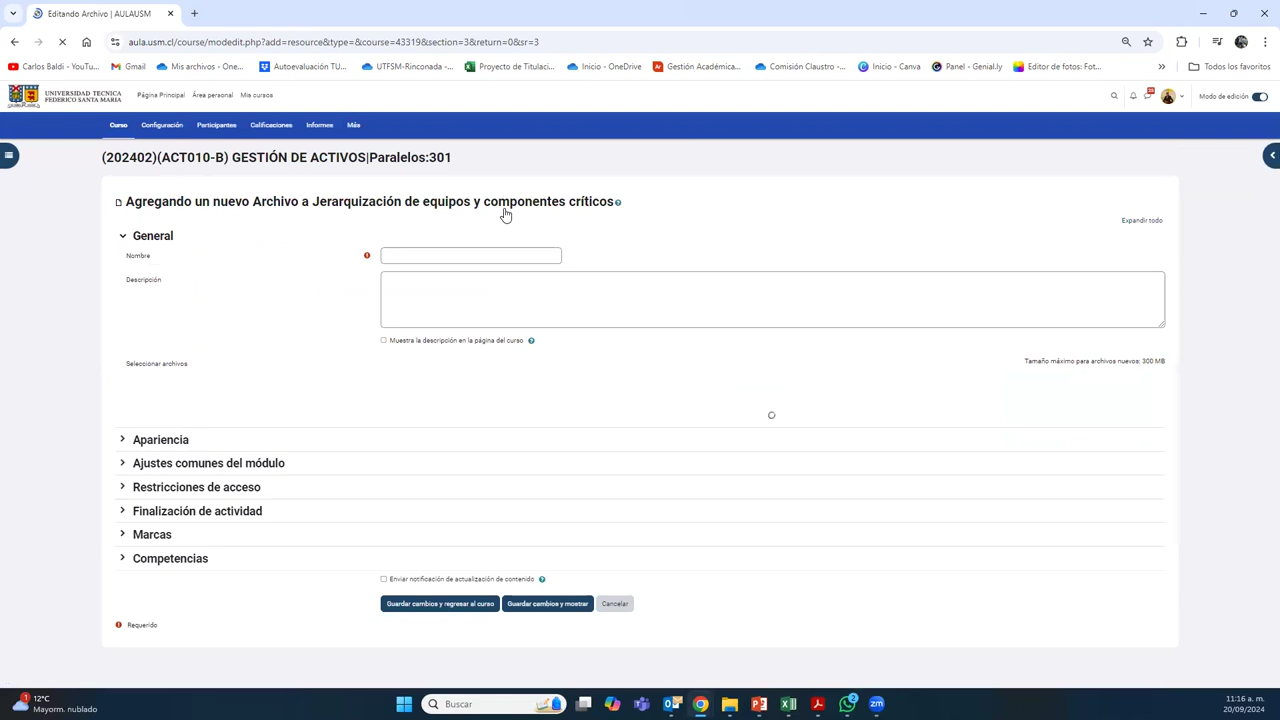 Editando Archivo | AULAUSM
aula.usm.cl/course/modedit.php?add=resource&type=&course=43319&section=3&return=0&sr=3
Carlos Baldi - YouTu...
Gmail
Mis archivos - One...
Autoevaluación TU...
UTFSM-Rinconada -...
Proyecto de Titulaci...
Inicio - OneDrive
Gestión Académica...
Comisión Claustro -...
Inicio - Canva
Panel - Genial.ly
Editor de fotos: Fot...
Todos los favoritos
UNIVERSIDAD TECNICA
FEDERICO SANTA MARIA
Página Principal
Área personal
Mis cursos
Modo de edición
Curso
Configuración
Participantes
Calificaciones
Informes
Más
(202402)(ACT010-B) GESTIÓN DE ACTIVOS|Paralelos:301
Agregando un nuevo Archivo a Jerarquización de equipos y componentes críticos
Expandir todo
General
Nombre
Descripción
Muestra la descripción en la página del curso
Seleccionar archivos
Tamaño máximo para archivos nuevos: 300 MB
Apariencia
Ajustes comunes del módulo
Restricciones de acceso
Finalización de actividad
Marcas
Competencias
Enviar notificación de actualización de contenido
Guardar cambios y regresar al curso
Guardar cambios y mostrar
Cancelar
Requerido
1
12°C
Mayorm. nublado
Buscar
2
11:16 a. m.
20/09/2024